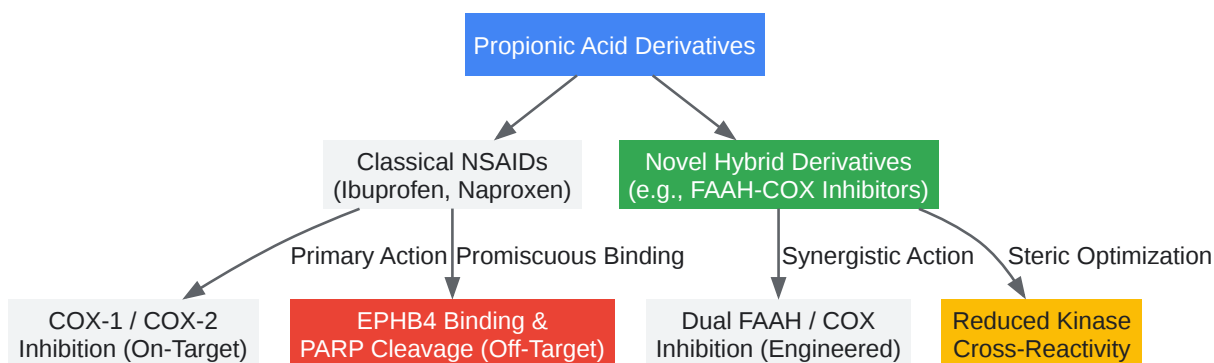 Propionic Acid Derivatives
Classical NSAIDs
(Ibuprofen, Naproxen)
Novel Hybrid Derivatives
(e.g., FAAH-COX Inhibitors)
Primary Action
Promiscuous Binding
Synergistic Action
Steric Optimization
COX-1 / COX-2
Inhibition (On-Target)
EPHB4 Binding &
PARP Cleavage (Off-Target)
Dual FAAH / COX
Inhibition (Engineered)
Reduced Kinase
Cross-Reactivity